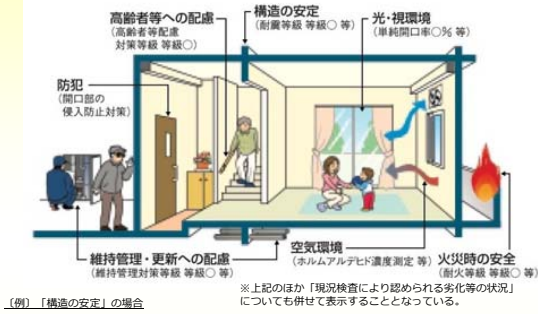 高齢者等への配慮
(高齢者等配慮
対策等級 等級○)
構造の安定
(耐震等級 等級○ 等)
光・視環境
(単純開口率○% 等)
防犯
(開口部の
侵入防止対策)
維持管理・更新への配慮
(維持管理対策等級 等級○ 等)
空気環境
(ホルムアルデヒド濃度測定 等)
火災時の安全
(耐火等級 等級○ 等)
※上記のほか「現況検査により認められる劣化等の状況」
についても併せて表示することとなっている。
〔例〕「構造の安定」の場合